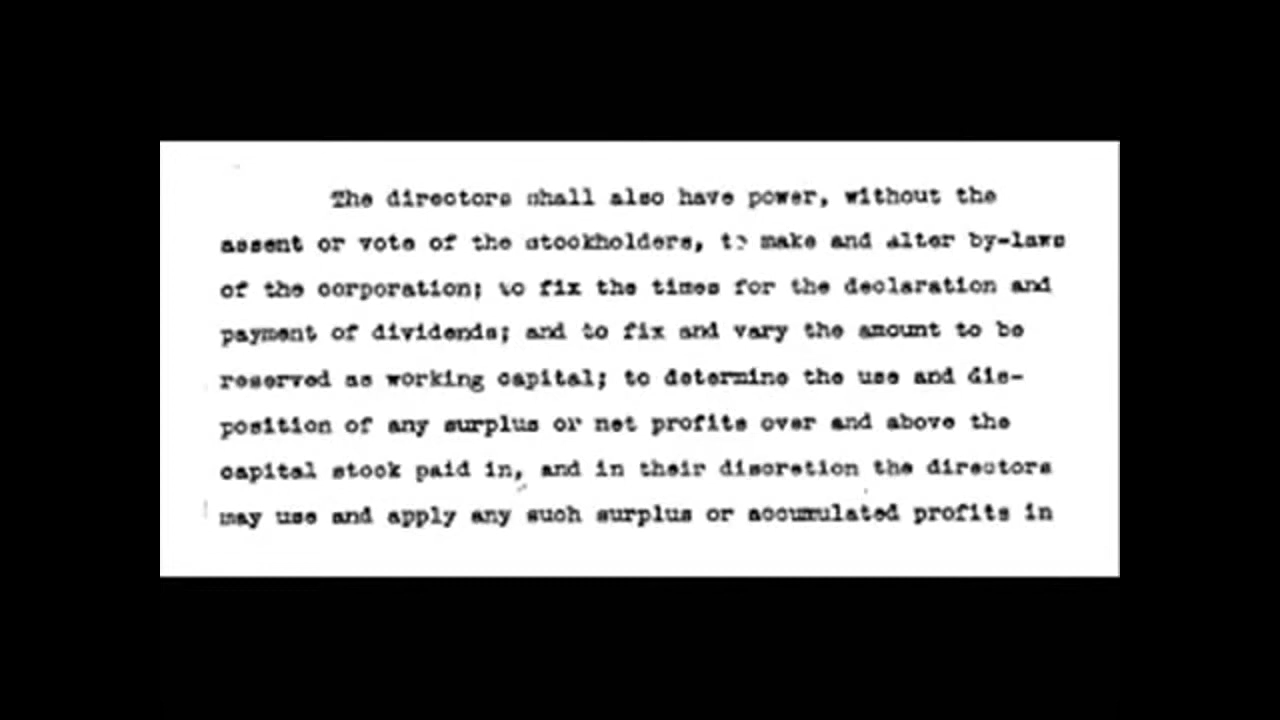 The directors shall also have power, without the
assent or vote of the stockholders, to make and alter by-laws
of the corporation; to fix the times for the declaration and
payment of dividends; and to fix and vary the amount to be
reserved as working capital; to determine the use and dis-
position of any surplus or net profits over and above the
capital stock paid in, and in their discretion the directors
may use and apply any such surplus or accumulated profits in